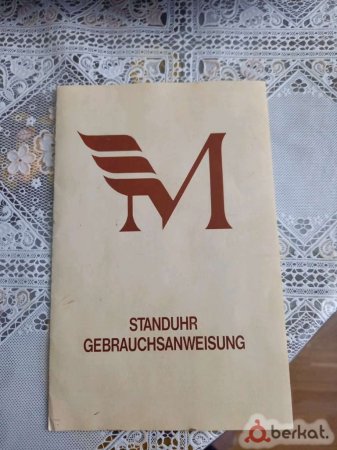 M
STANDUHR
GEBRAUCHSANWEISUNG
berkat.